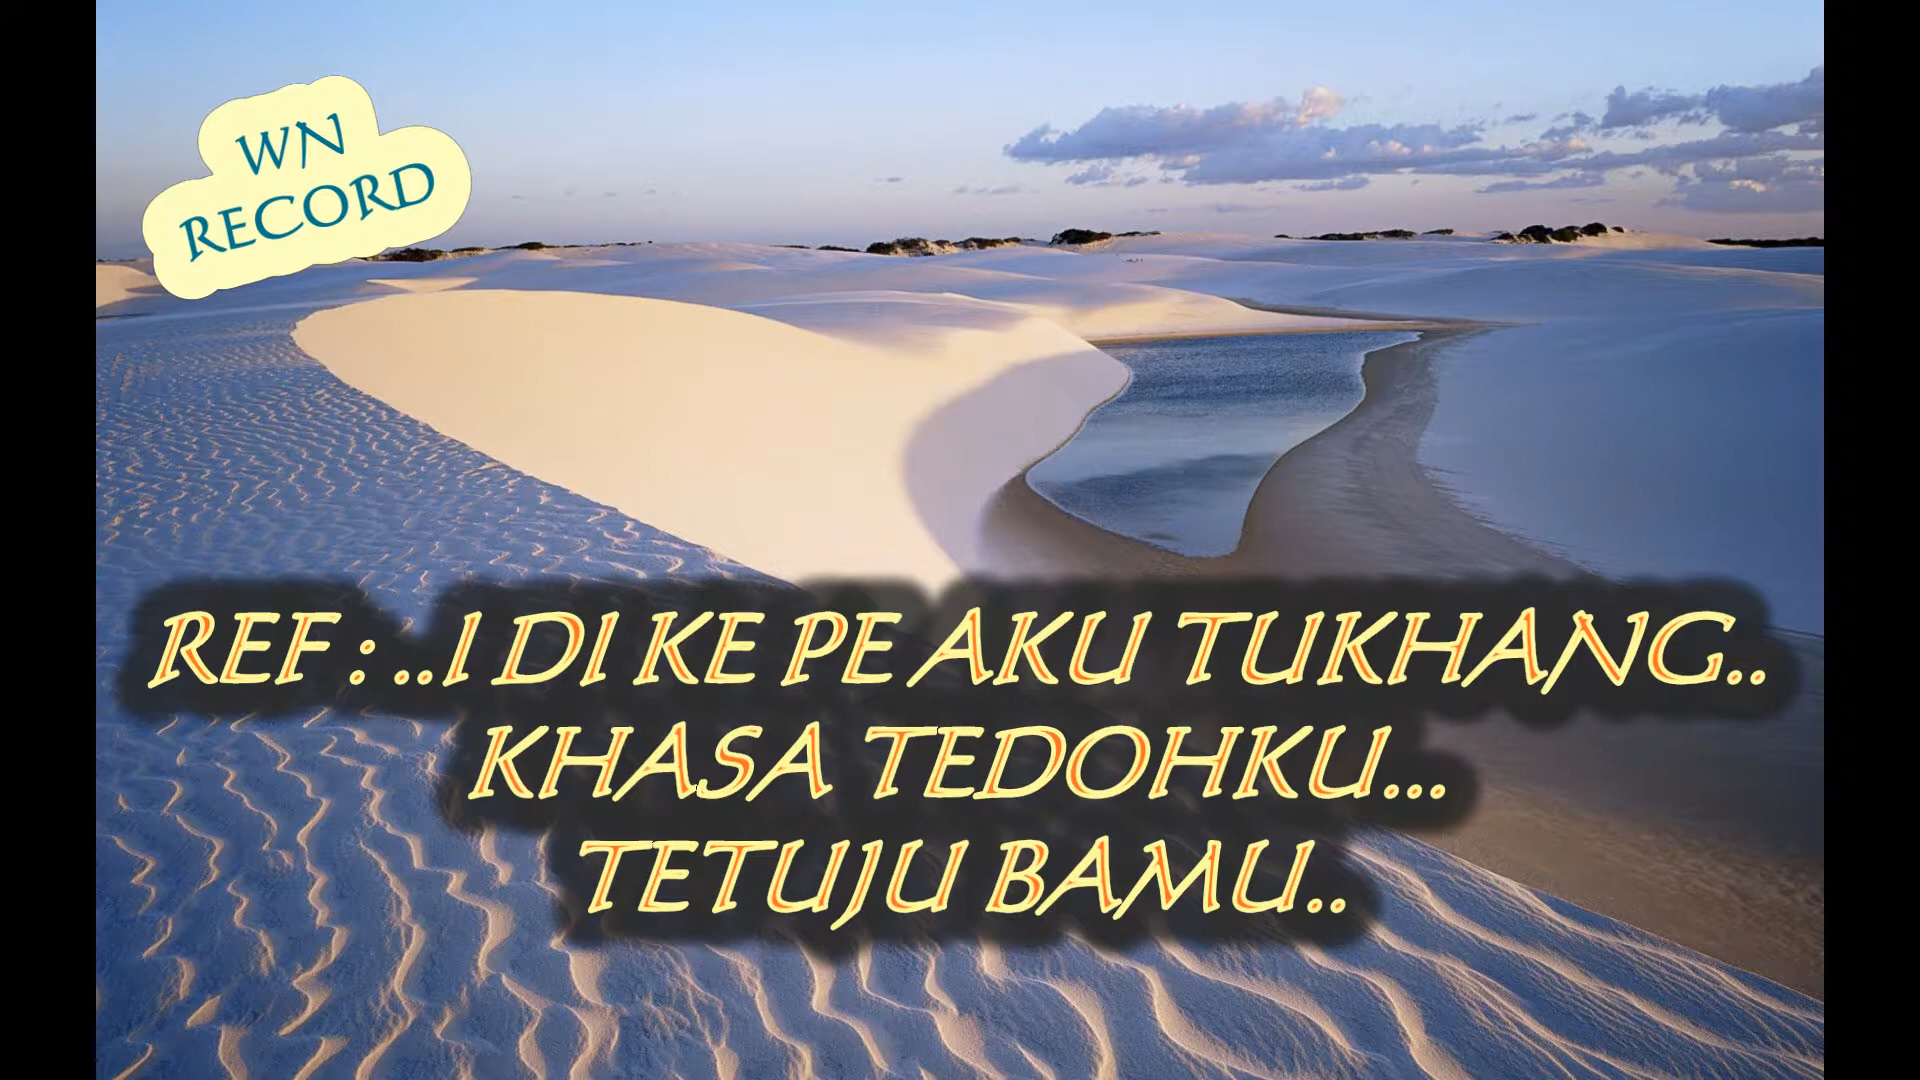 WN
RECORD
REF : ..I DI KE PE AKU TUKHANG..
KHASA TEDOHKU...
TETUJU BAMU..